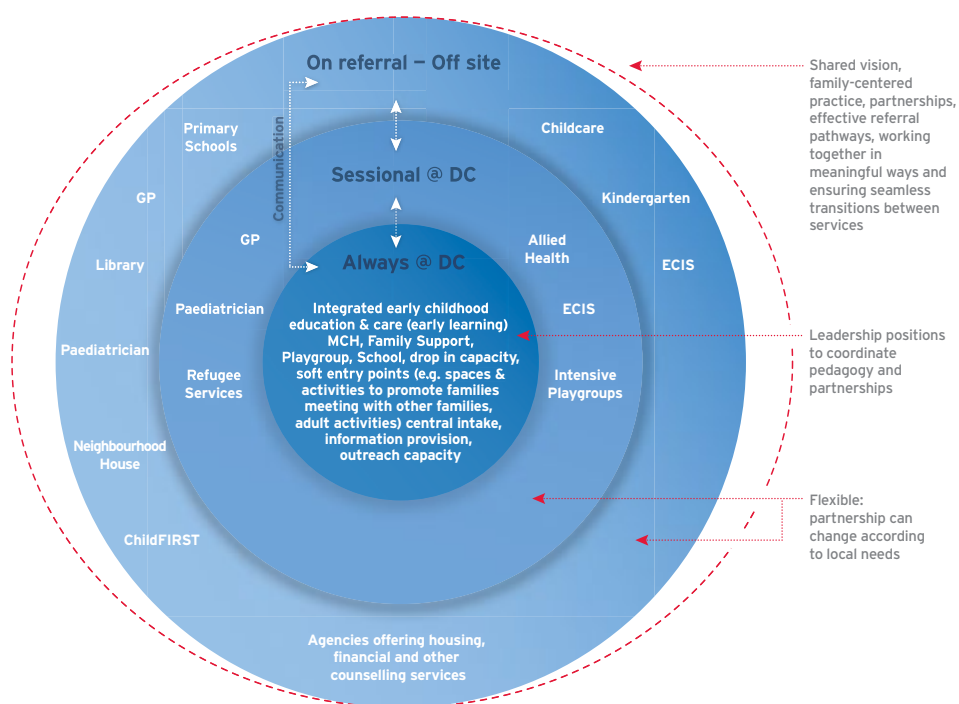 On referral – Off site
Communication
Primary
Schools
GP
Library
Paediatrician
Neighbourhood
House
ChildFIRST
Agencies offering housing,
financial and other
counselling services
Childcare
Kindergarten
ECIS
Sessional @ DC
GP
Paediatrician
Refugee
Services
Allied
Health
ECIS
Intensive
Playgroups
Always @ DC
Integrated early childhood
education & care (early learning)
MCH, Family Support,
Playgroup, School, drop in capacity,
soft entry points (e.g. spaces &
activities to promote families
meeting with other families,
adult activities) central intake,
information provision,
outreach capacity
Shared vision,
family-centered
practice, partnerships,
effective referral
pathways, working
together in
meaningful ways and
ensuring seamless
transitions between
services
Leadership positions
to coordinate
pedagogy and
partnerships
Flexible:
partnership can
change according
to local needs